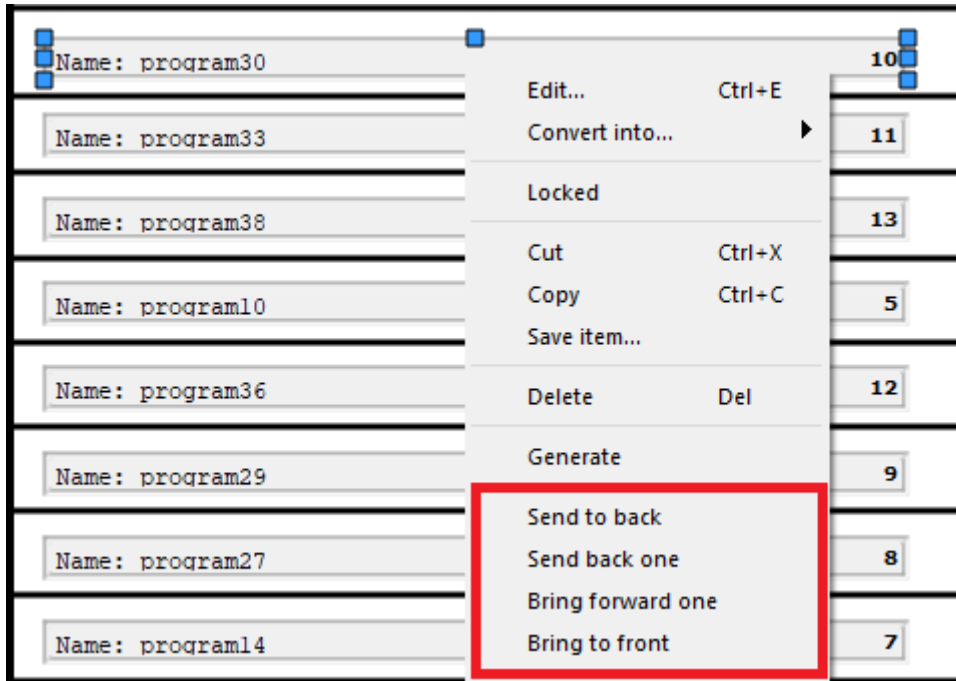 Name: program30 10
Edit... Ctrl+E
Convert into...
Name: program33 11
Locked
Name: program38 13
Cut Ctrl+X
Copy Ctrl+C
Name: program10 5
Save item...
Name: program36 12
Delete Del
Generate
Name: program29 9
Send to back
Send back one
Name: program27 8
Bring forward one
Bring to front
Name: program14 7